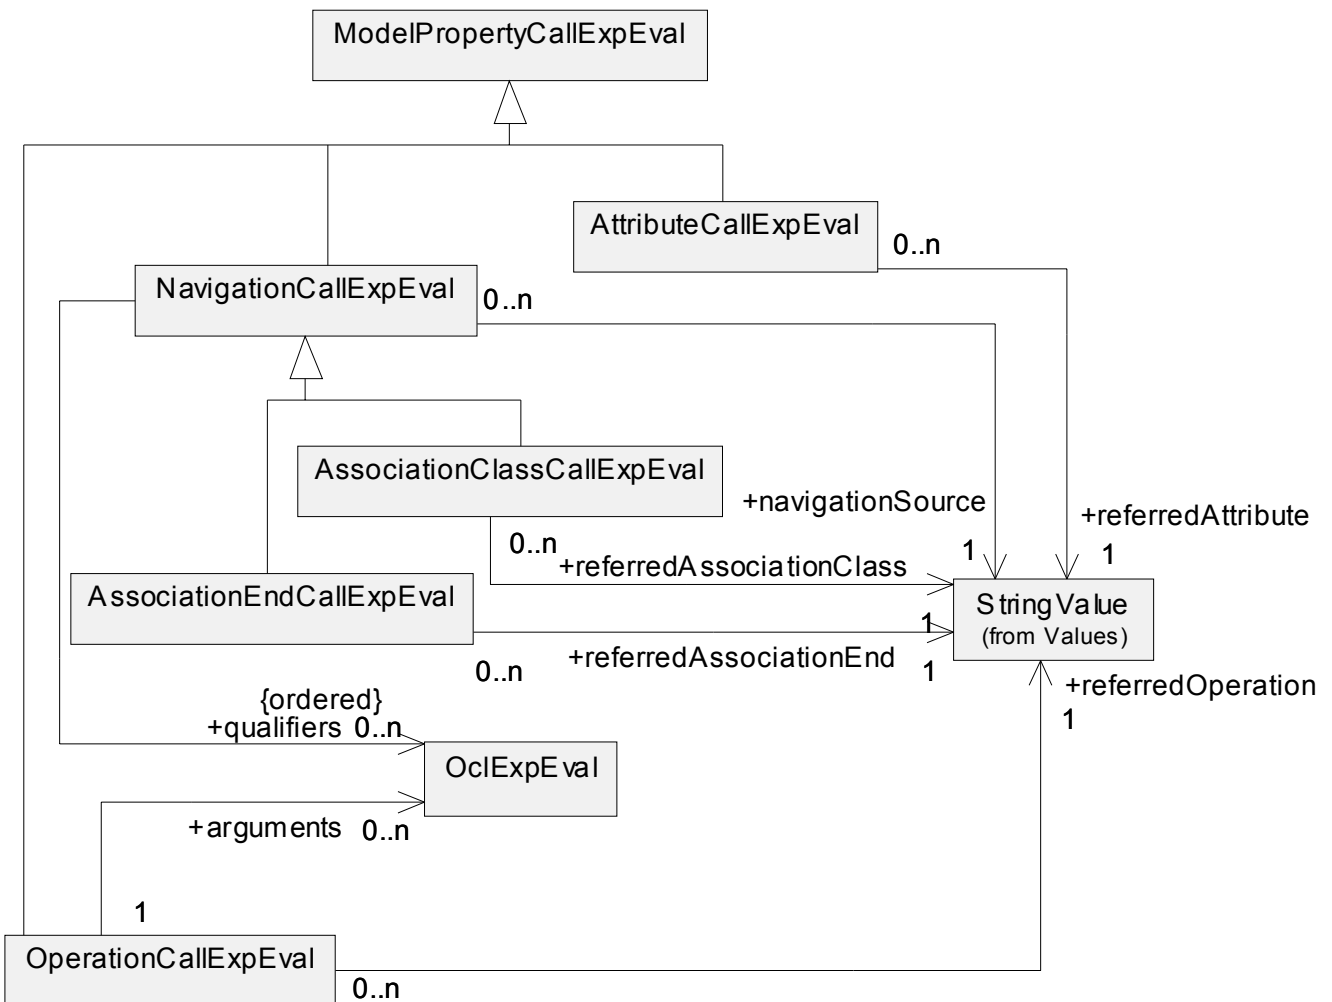 ModelPropertyCallExpEval
AttributeCallExpEval
0..n
NavigationCallExpEval
0..n
AssociationClassCallExpEval
+navigationSource
+referredAttribute
0..n
1
1
+referredAssociationClass
AssociationEndCallExpEval
StringValue
(from Values)
1
0..n
+referredAssociationEnd
1
{ordered}
+qualifiers 0..n
+referredOperation
1
OclExpEval
+arguments 0..n
1
OperationCallExpEval
0..n